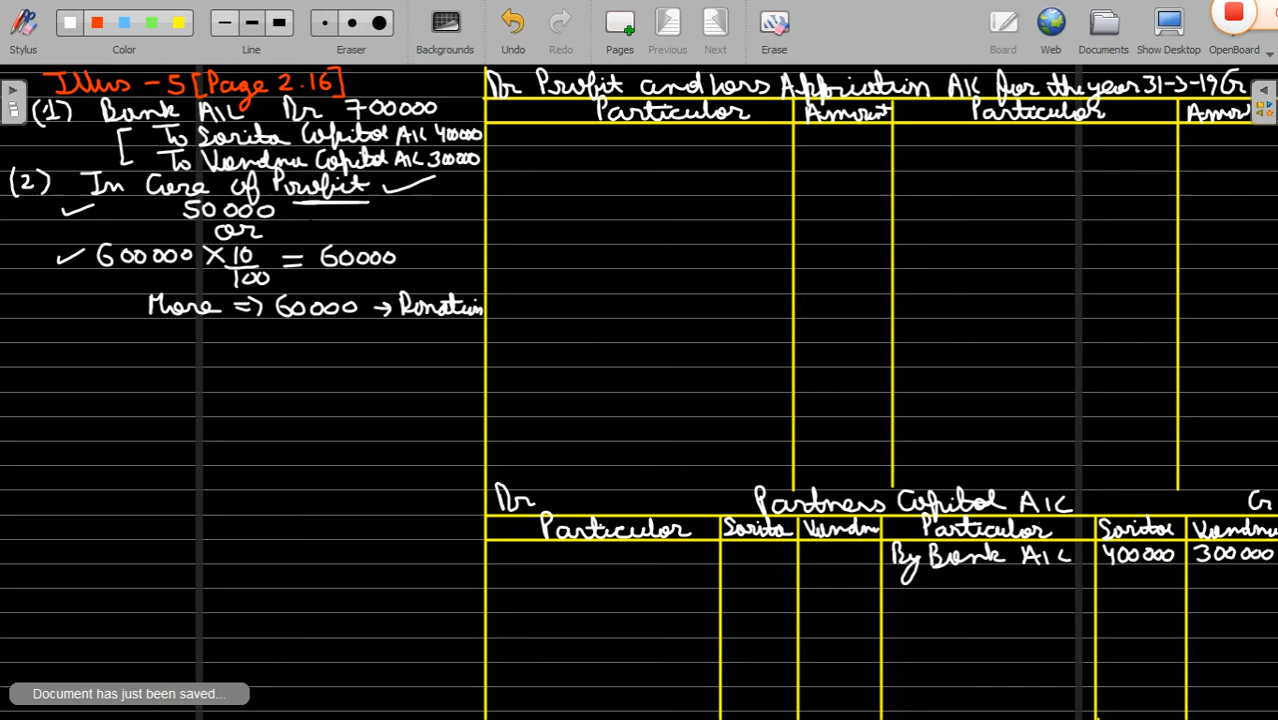 Stylus
Color
Line
Eraser
Backgrounds
Undo
Redo
Pages
Previous
Next
Erase
Board
Web
Documents
Show Desktop
OpenBoard
Illus - 5 [Page 2.16]
(1) Bank A/C Dr 700000
To Sarita Capital A/C 400000
To Vandna Capital A/C 300000
(2) In Case of Profit
50000
or
600000 × 10/100 = 60000
More => 60000 → Donation
Dr Profit and Loss Appriation A/C for the year 31-3-19 Cr
Particular Amount Particular
Dr Partners Capital A/C Cr
Particular Sarita Vandna Particular Sarita Vandna
By Bank A/C 400000 300000
Document has just been saved...